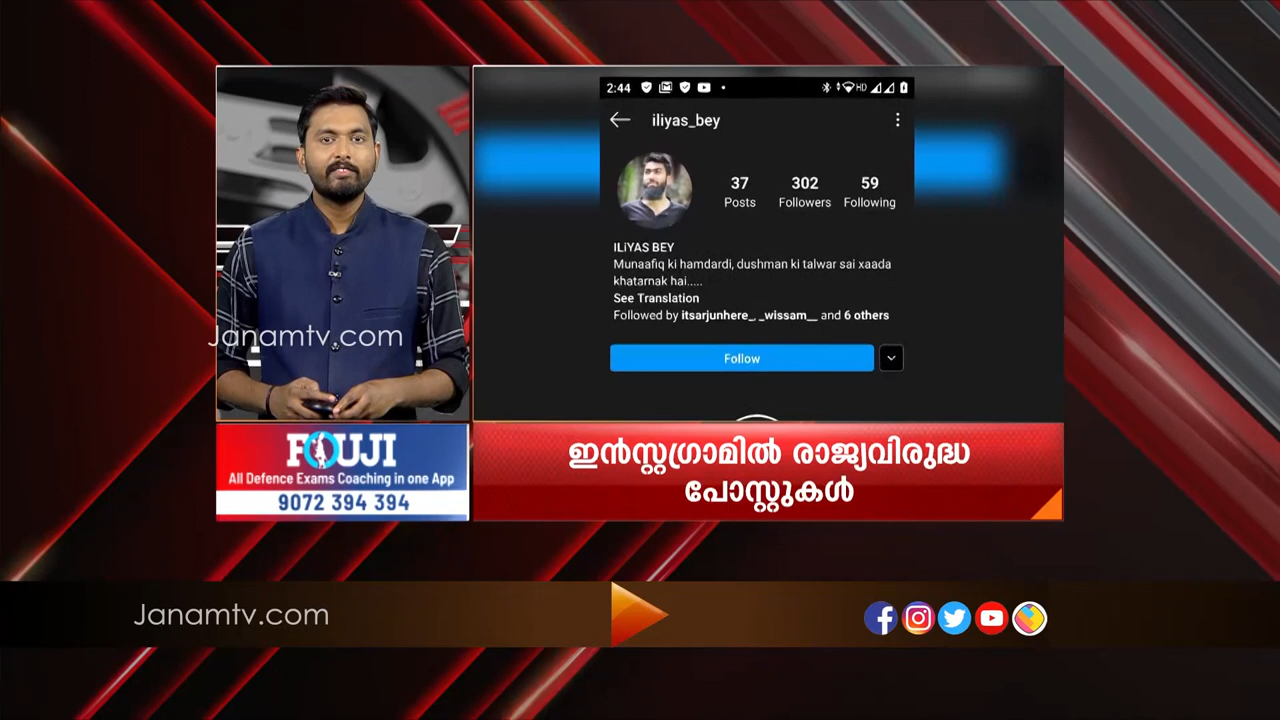 2:44
HD
iliyas_bey
37
302
59
Posts
Followers
Following
ILiYAS BEY
Munaafiq ki hamdardi, dushman ki talwar sai xaada
khatarnak hai.....
See Translation
Followed by itsarjunhere_, _wissam__ and 6 others
Follow
Janamtv.com
FOUJI
All Defence Exams Coaching in one App
9072 394 394
ഇൻസ്റ്റഗ്രാമിൽ രാജ്യവിരുദ്ധ
പോസ്റ്റുകൾ
Janamtv.com